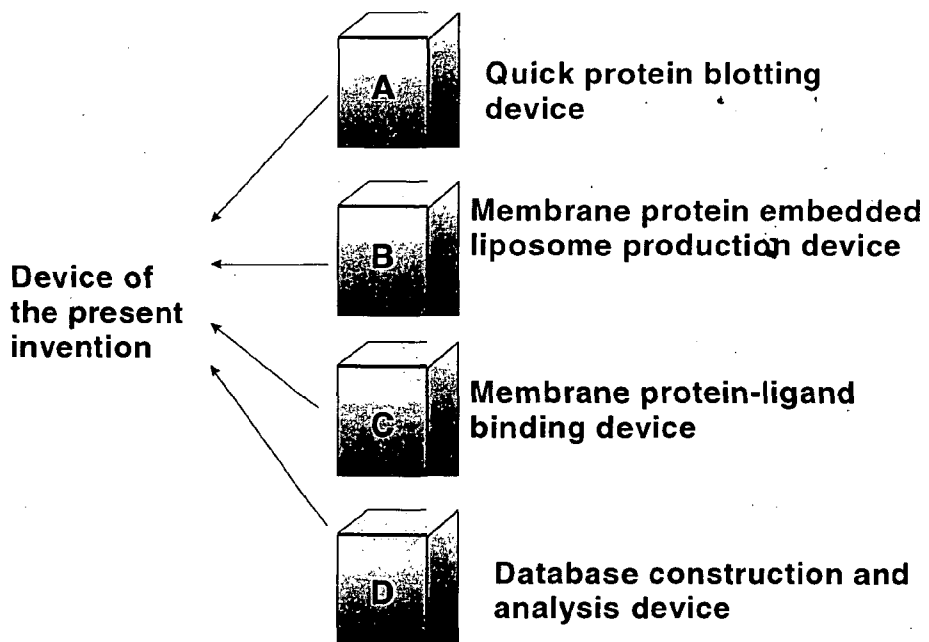 A
Quick protein blotting
device
B
Membrane protein embedded
liposome production device
Device of
the present
invention
C
Membrane protein-ligand
binding device
D
Database construction and
analysis device